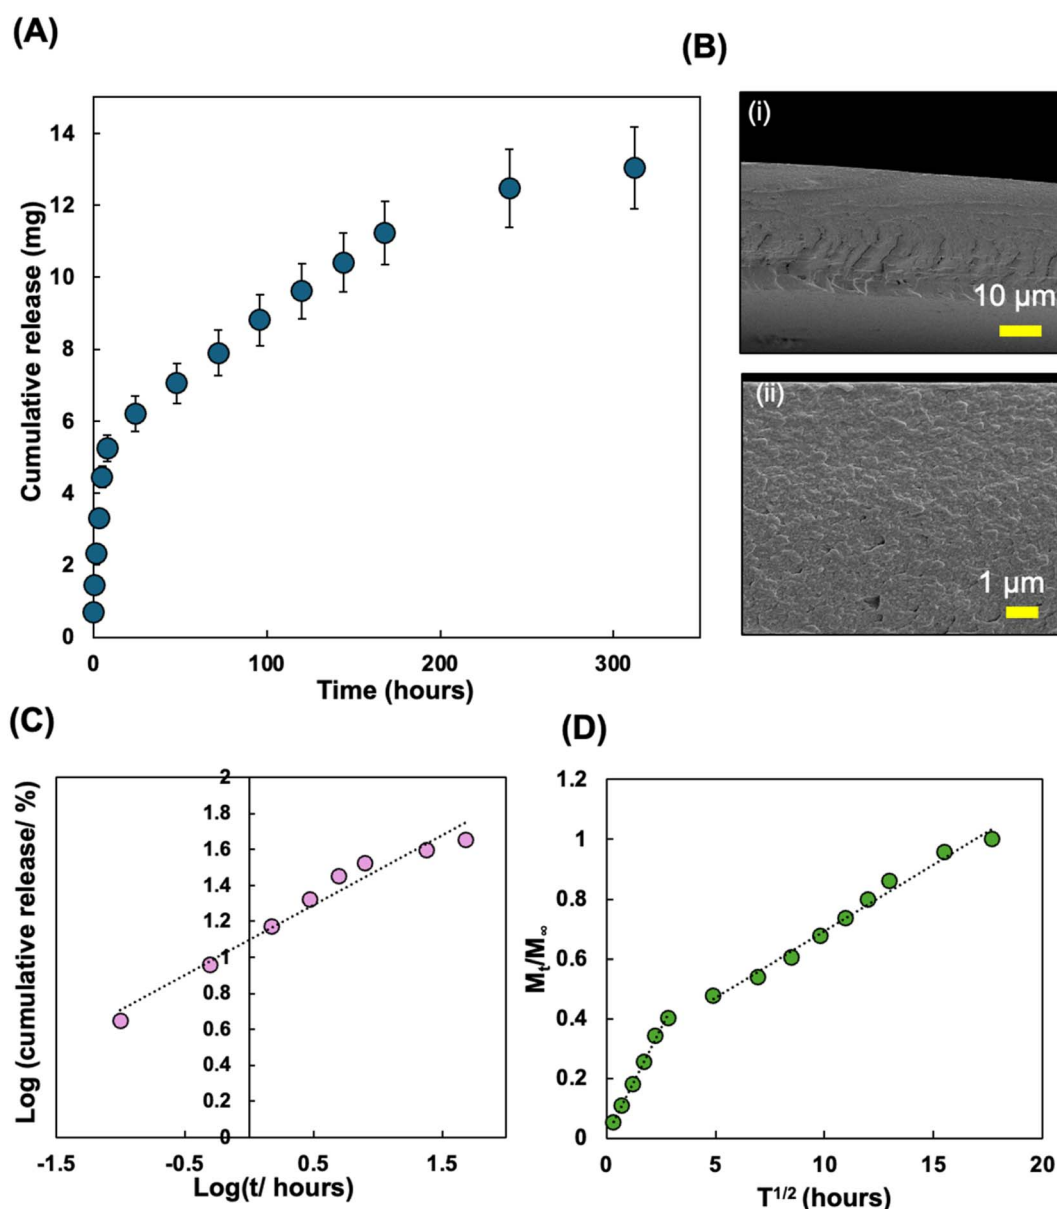 (A)
Cumulative release (mg)
14
12
10
8
6
4
2
0
0 100 200 300
Time (hours)
(B)
(i)
10 µm
(ii)
1 µm
(C)
Log (cumulative release/ %)
2
1.8
1.6
1.4
1.2
1
0.8
0.6
0.4
0.2
0
-1.5 -0.5 0.5 1.5
Log(t/ hours)
(D)
Mt/M∞
1.2
1
0.8
0.6
0.4
0.2
0
0 5 10 15 20
T1/2 (hours)